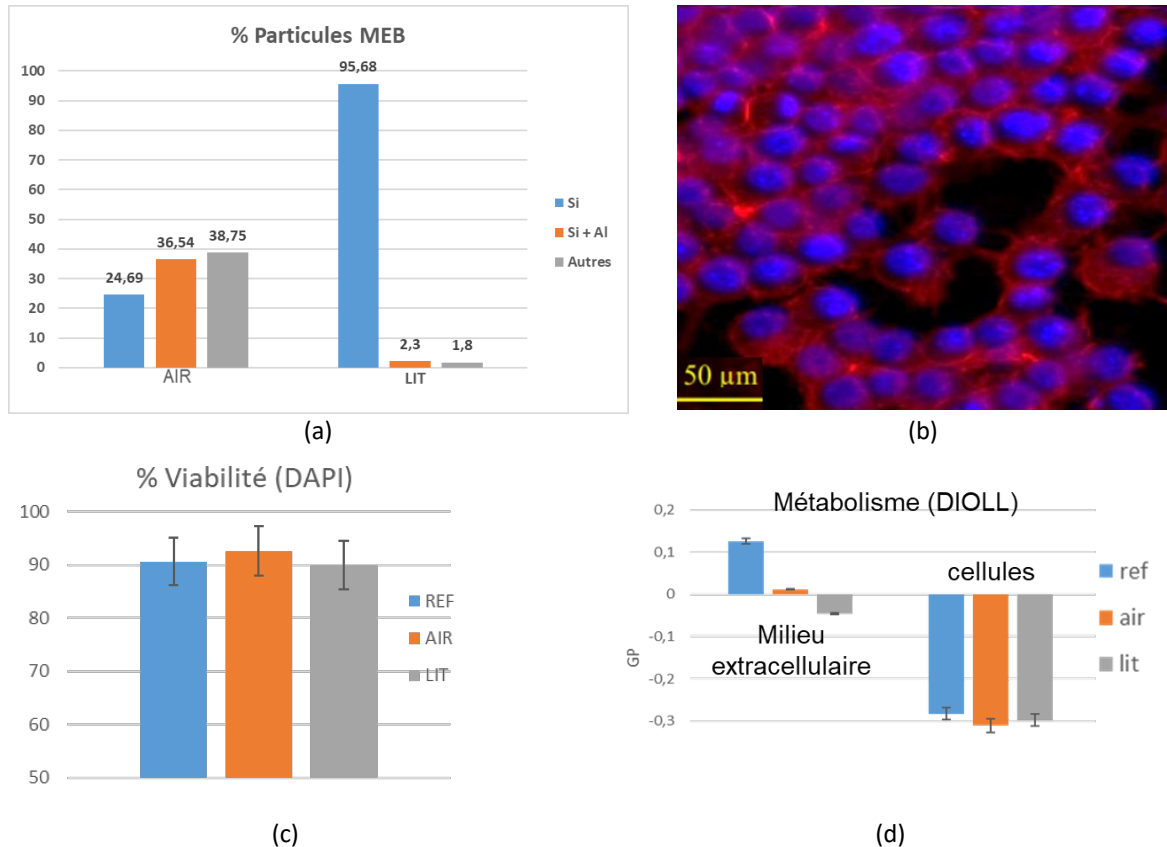 % Particules MEB
100
90
80
70
60
50
40
30
20
10
0
24,69
36,54
38,75
95,68
2,3
1,8
AIR
LIT
Si
Si + Al
Autres
(a)
50 µm
(b)
% Viabilité (DAPI)
100
90
80
70
60
50
REF
AIR
LIT
(c)
Métabolisme (DIOLL)
0,2
0,1
0
-0,1
-0,2
-0,3
GP
Milieu
extracellulaire
cellules
ref
air
lit
(d)